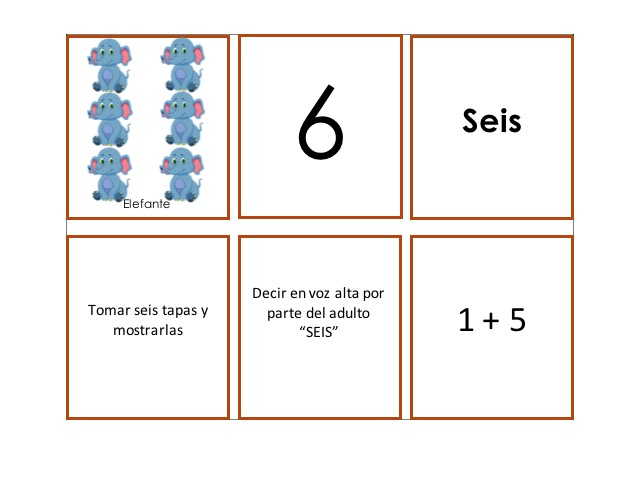 Elefante
6
Seis
Tomar seis tapas y
mostrarlas
Decir en voz alta por
parte del adulto
“SEIS”
1 + 5